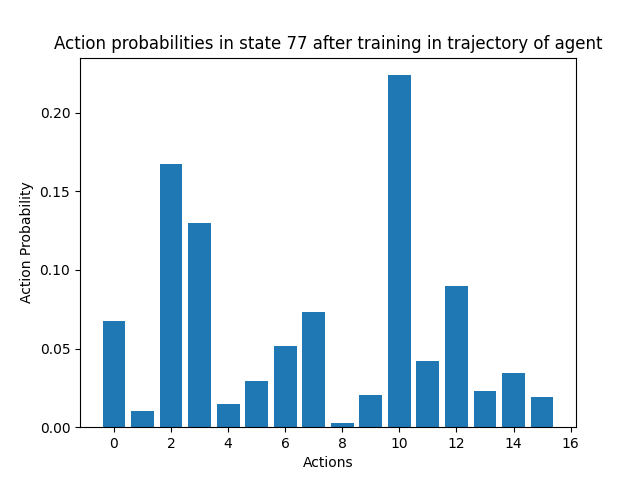 Action probabilities in state 77 after training in trajectory of agent
0.20
0.15
0.10
0.05
0.00
Action Probability
0 2 4 6 8 10 12 14 16
Actions